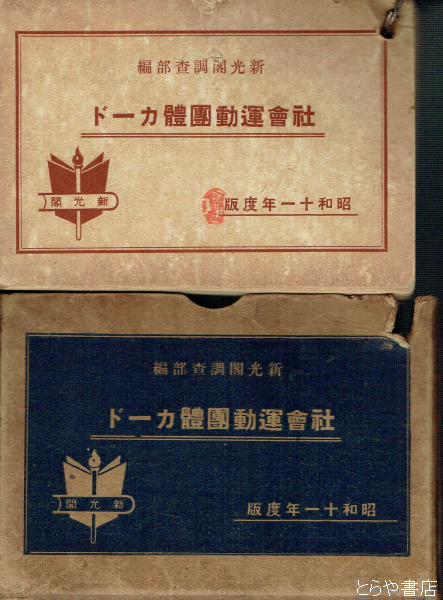 新光閣調査部編
社會運動團體カード
新光閣
昭和十一年度版
新光閣調査部編
社會運動團體カード
新光閣
昭和十一年度版
とらや書店